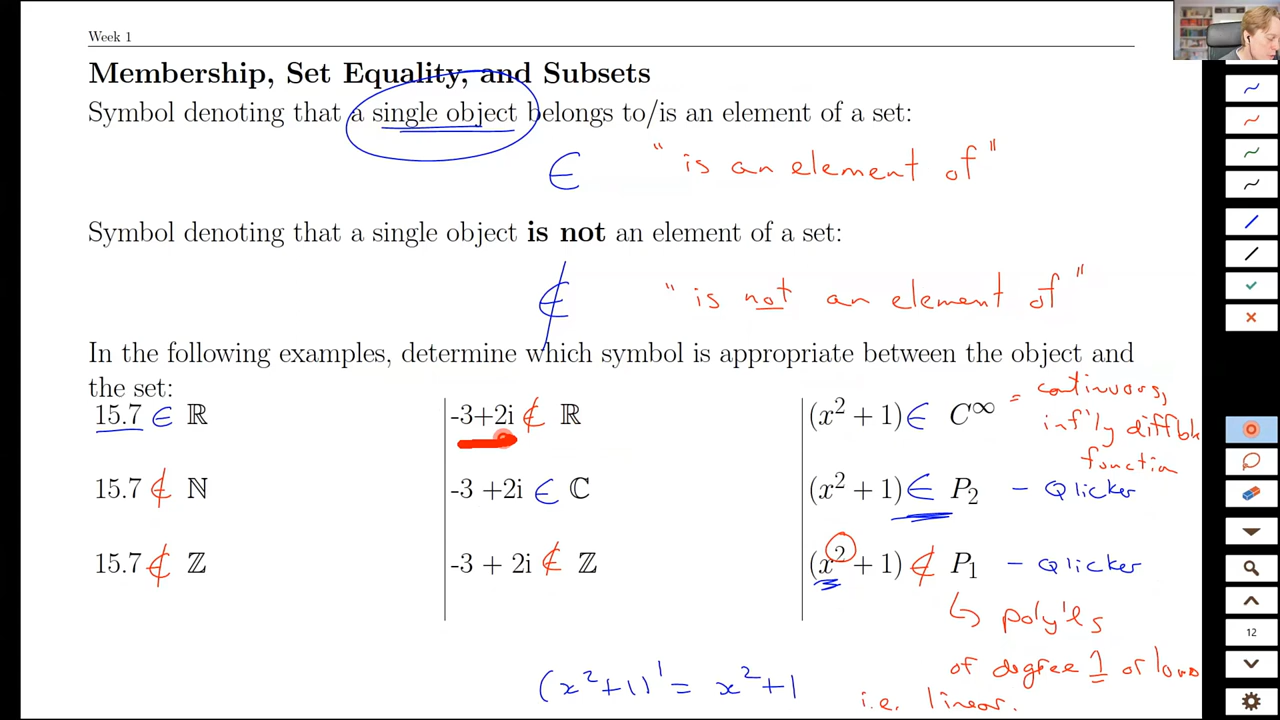 Week 1
Membership, Set Equality, and Subsets
Symbol denoting that a single object belongs to/is an element of a set:
∈ "is an element of"
Symbol denoting that a single object is not an element of a set:
∉ "is not an element of"
In the following examples, determine which symbol is appropriate between the object and
the set:
15.7 ∈ ℝ
15.7 ∉ ℕ
15.7 ∉ ℤ
-3+2i ∉ ℝ
-3 +2i ∈ ℂ
-3 + 2i ∉ ℤ
(x² + 1) ∈ C^∞ = continuous,
inf'ly diffble
function
(x² + 1) ∈ P₂ – Qlicker
(x² + 1) ∉ P₁ – Qlicker
↳ poly'ls
of degree 1 or lower
i.e. linear.
(x²+1)¹ = x²+1
12